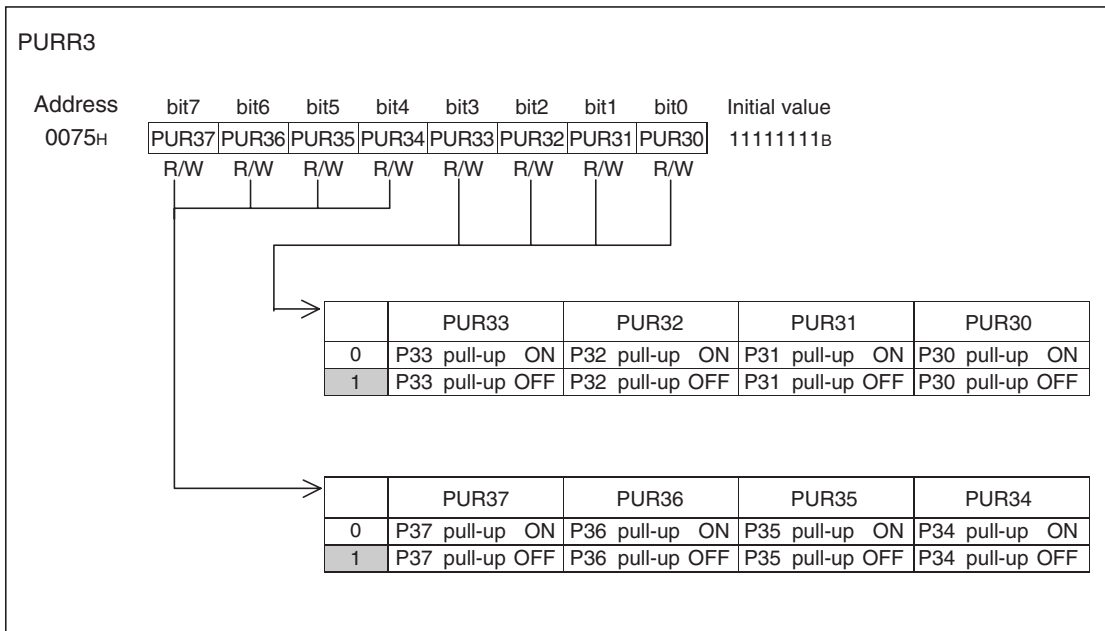 PURR3
Address bit7 bit6 bit5 bit4 bit3 bit2 bit1 bit0 Initial value
0075H PUR37 PUR36 PUR35 PUR34 PUR33 PUR32 PUR31 PUR30 11111111B
R/W R/W R/W R/W R/W R/W R/W R/W
PUR33 PUR32 PUR31 PUR30
0 P33 pull-up ON P32 pull-up ON P31 pull-up ON P30 pull-up ON
1 P33 pull-up OFF P32 pull-up OFF P31 pull-up OFF P30 pull-up OFF
PUR37 PUR36 PUR35 PUR34
0 P37 pull-up ON P36 pull-up ON P35 pull-up ON P34 pull-up ON
1 P37 pull-up OFF P36 pull-up OFF P35 pull-up OFF P34 pull-up OFF